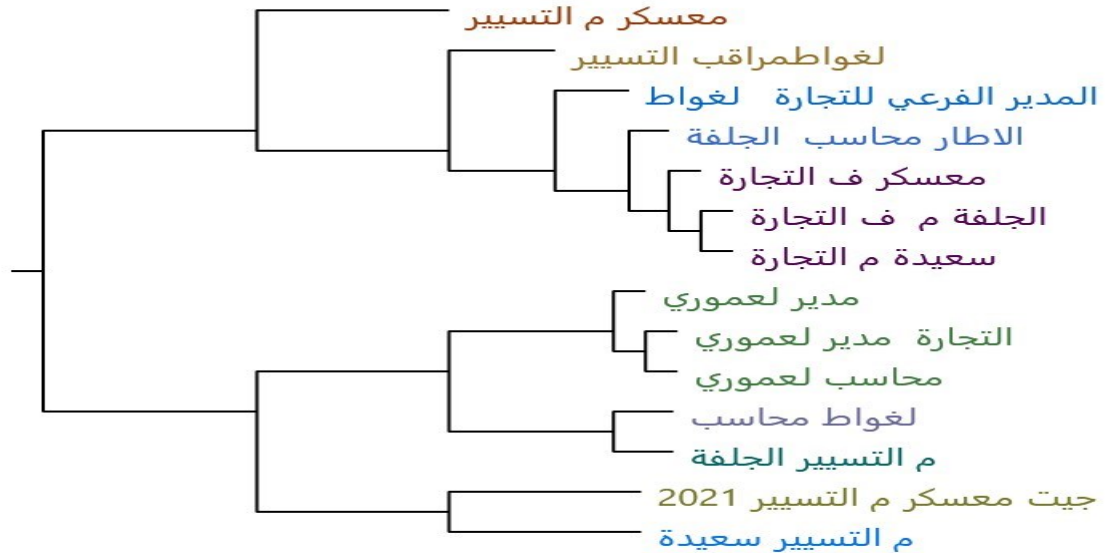 معسكر م التسيير
لغواطمراقب التسيير
المدير الفرعي للتجارة لغواط
الاطار محاسب الجلفة
معسكر ف التجارة
الجلفة م ف التجارة
سعيدة م التجارة
مدير لعموري
التجارة مدير لعموري
محاسب لعموري
لغواط محاسب
م التسيير الجلفة
جيت معسكر م التسيير 2021
م التسيير سعيدة